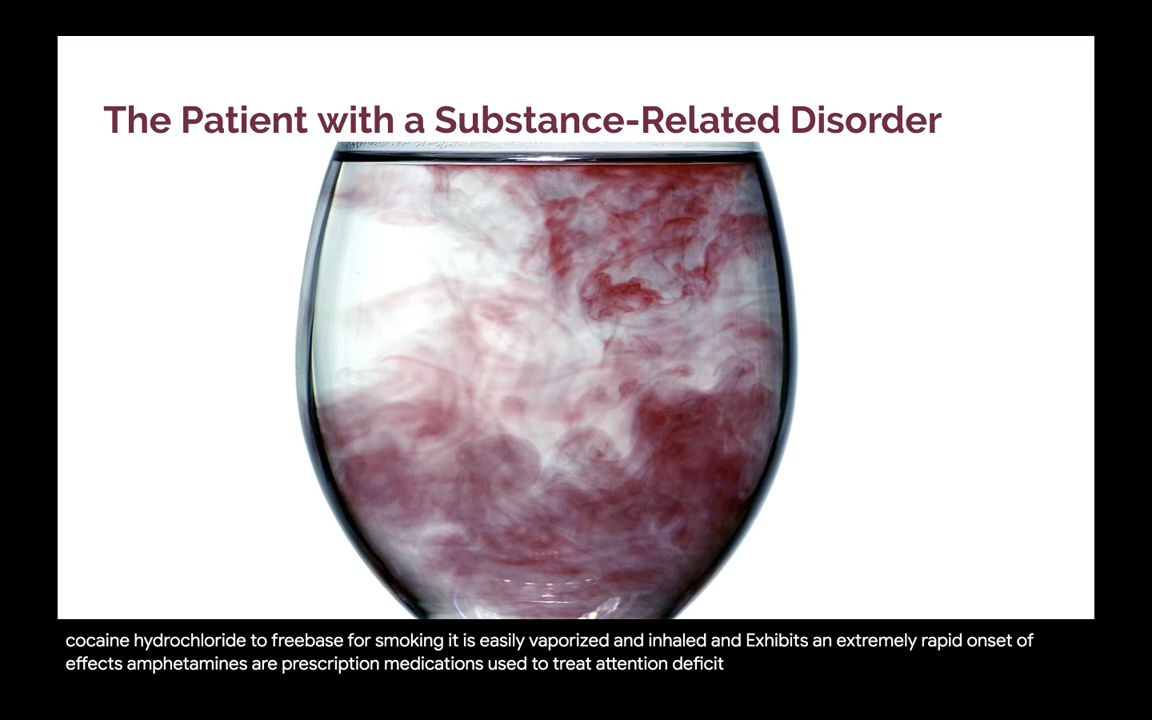 The Patient with a Substance-Related Disorder
cocaine hydrochloride to freebase for smoking it is easily vaporized and inhaled and Exhibits an extremely rapid onset of
effects amphetamines are prescription medications used to treat attention deficit